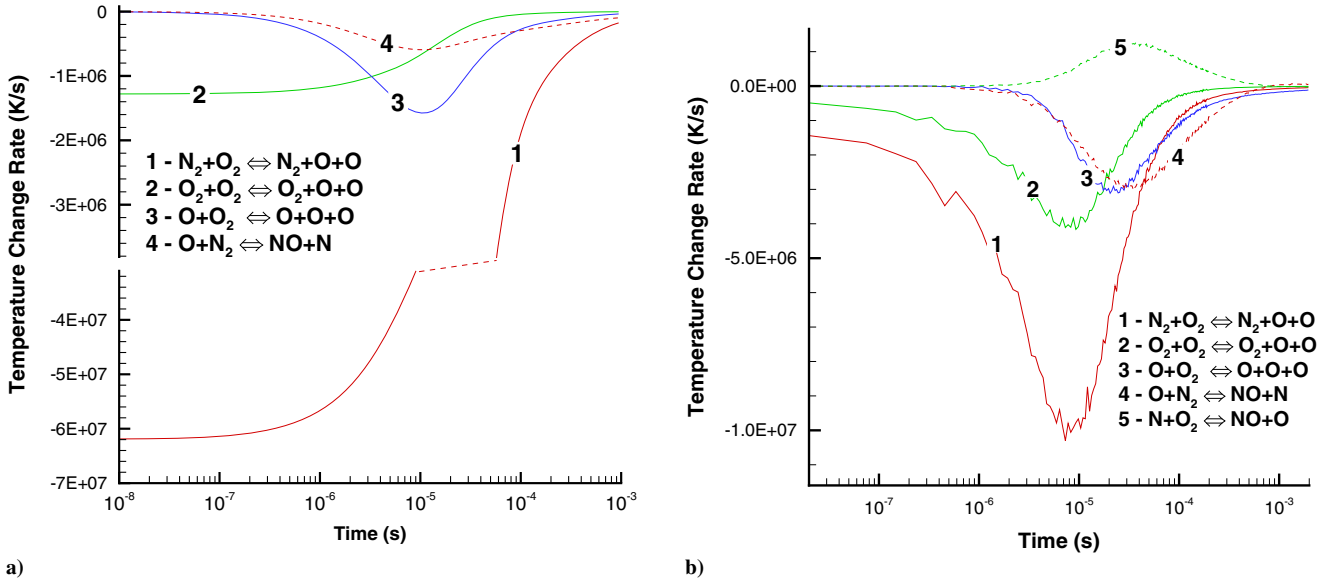 Temperature Change Rate (K/s)
0
-1E+06
-2E+06
-3E+06
-4E+07
-5E+07
-6E+07
-7E+07
1
2
3
4
1 - N₂+O₂ ⇔ N₂+O+O
2 - O₂+O₂ ⇔ O₂+O+O
3 - O+O₂ ⇔ O+O+O
4 - O+N₂ ⇔ NO+N
10⁻⁸ 10⁻⁷ 10⁻⁶ 10⁻⁵ 10⁻⁴ 10⁻³
Time (s)
a)
Temperature Change Rate (K/s)
0.0E+00
-5.0E+06
-1.0E+07
5
4
3
2
1
1 - N₂+O₂ ⇔ N₂+O+O
2 - O₂+O₂ ⇔ O₂+O+O
3 - O+O₂ ⇔ O+O+O
4 - O+N₂ ⇔ NO+N
5 - N+O₂ ⇔ NO+O
10⁻⁷ 10⁻⁶ 10⁻⁵ 10⁻⁴ 10⁻³
Time (s)
b)